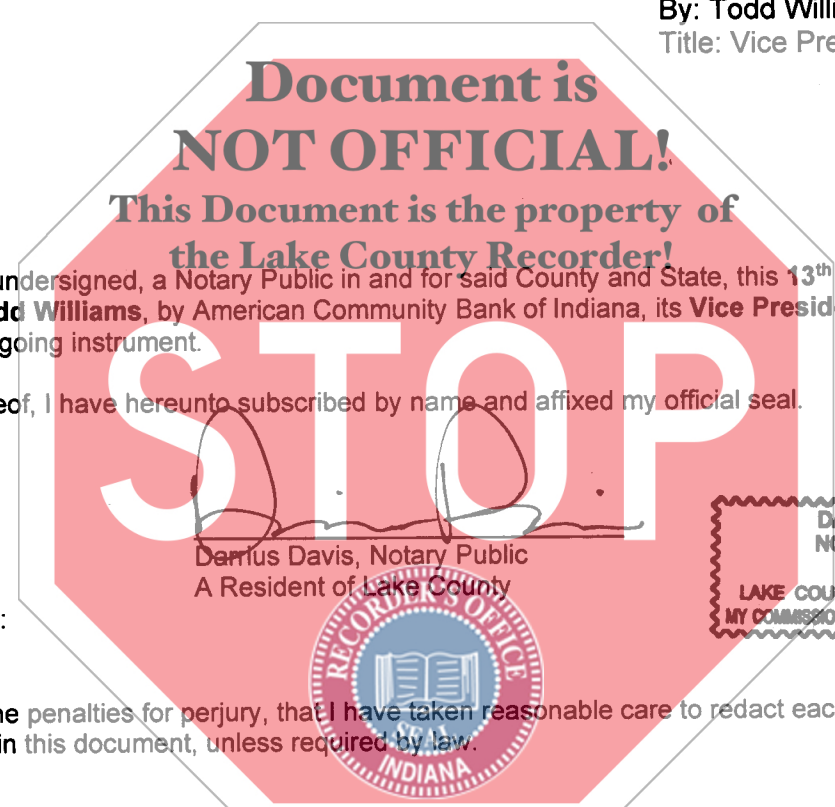 By: Todd Willi
Title: Vice Pre
Document is
NOT OFFICIAL!
This Document is the property of
the Lake County Recorder!
undersigned, a Notary Public in and for said County and State, this 13th
dd Williams, by American Community Bank of Indiana, its Vice Presid
going instrument.
STOP
eof, I have hereunto subscribed by name and affixed my official seal.
Darrius Davis, Notary Public
A Resident of Lake County
DA
NO
LAKE COU
MY COMMISSIO
:
RECORDER'S OFFICE
SEAL
INDIANA
he penalties for perjury, that I have taken reasonable care to redact eac
in this document, unless required by law.